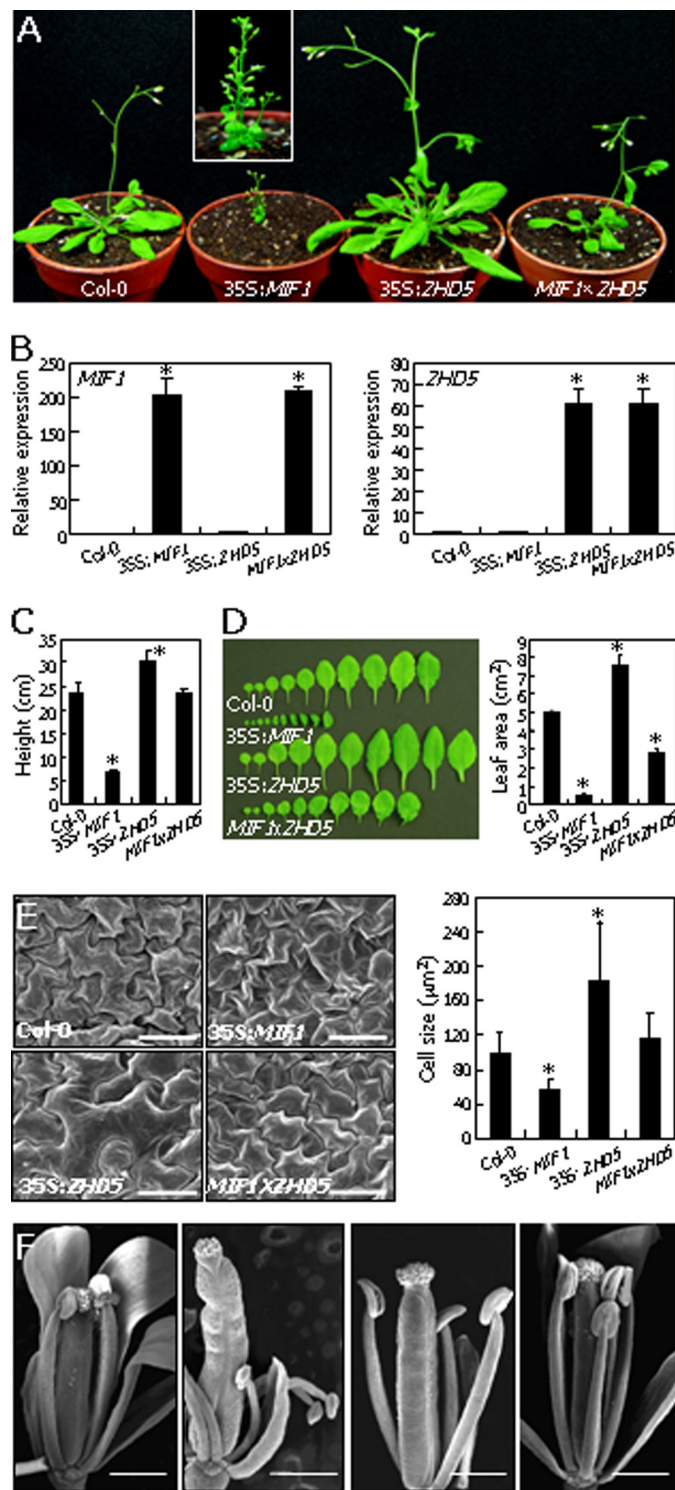 A
Col-0 35S:MIF1 35S:ZHD5 MIF1×ZHD5
B
MIF1
Relative expression
250
200
150
100
50
0
*
*
Col-0 35S:MIF1 35S:ZHD5 MIF1xZHD5
ZHD5
Relative expression
80
70
60
50
40
30
20
10
0
*
*
Col-0 35S:MIF1 35S:ZHD5 MIF1xZHD5
C
Height (cm)
35
30
25
20
15
10
5
0
*
*
Col-0 35S:MIF1 35S:ZHD5 MIF1xZHD5
D
Col-0
35S:MIF1
35S:ZHD5
MIF1xZHD5
Leaf area (cm²)
9
8
7
6
5
4
3
2
1
0
*
*
*
Col-0 35S:MIF1 35S:ZHD5 MIF1xZHD5
E
Col-0
35S:MIF1
35S:ZHD5
MIF1XZHD5
Cell size (μm²)
280
240
200
160
120
80
40
0
*
*
Col-0 35S:MIF1 35S:ZHD5 MIF1xZHD5
F